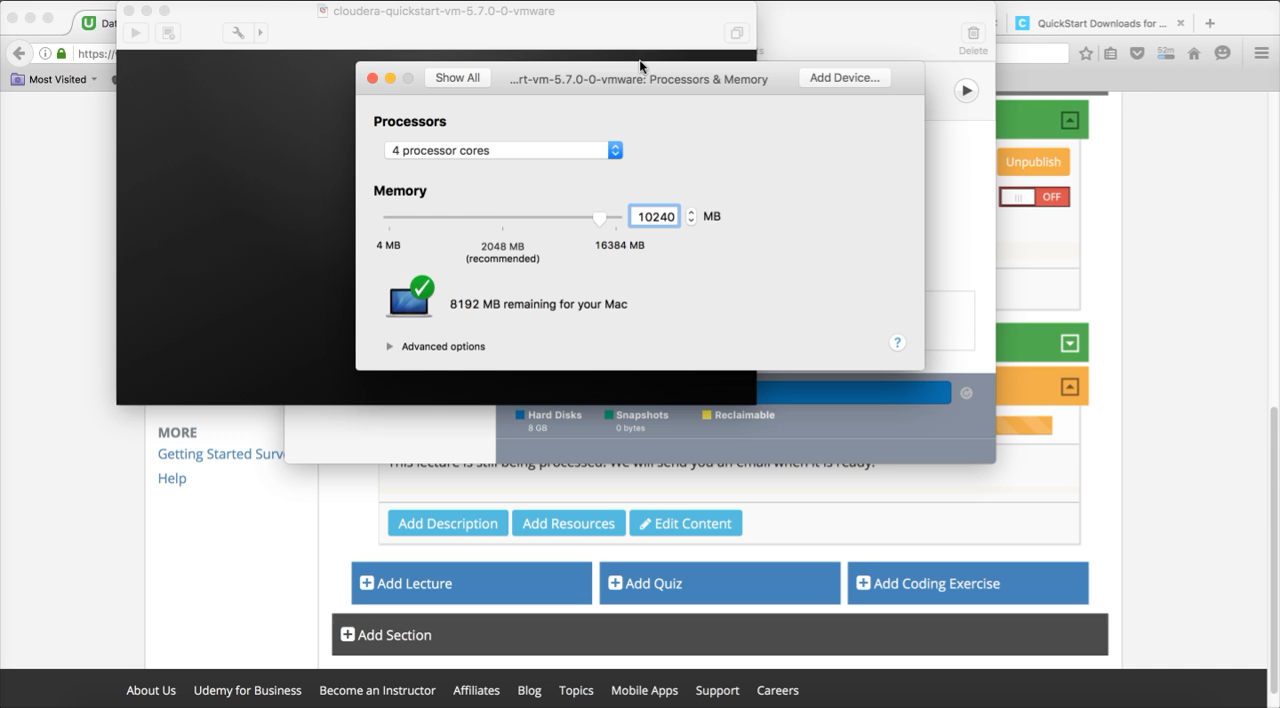 cloudera-quickstart-vm-5.7.0-0-vmware
Dat
QuickStart Downloads for ...
https://
52m
Most Visited
Delete
Show All
...rt-vm-5.7.0-0-vmware: Processors & Memory
Add Device...
Processors
4 processor cores
Memory
10240 MB
4 MB
2048 MB
(recommended)
16384 MB
8192 MB remaining for your Mac
Advanced options
?
Unpublish
OFF
Hard Disks
8 GB
Snapshots
0 bytes
Reclaimable
MORE
Getting Started Surv
Help
This lecture is still being processed. We will send you an email when it is ready.
Add Description
Add Resources
Edit Content
Add Lecture
Add Quiz
Add Coding Exercise
Add Section
About Us Udemy for Business Become an Instructor Affiliates Blog Topics Mobile Apps Support Careers